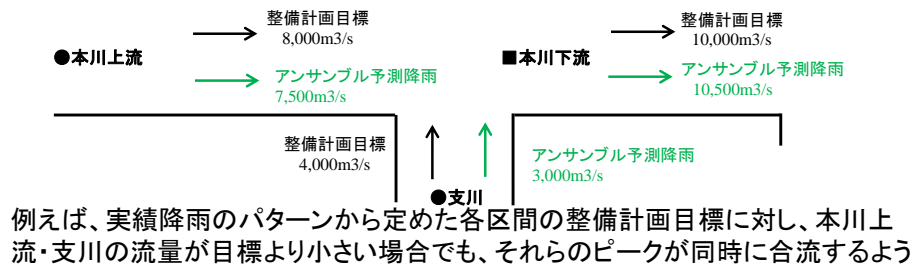 整備計画目標
8,000m3/s
●本川上流
アンサンブル予測降雨
7,500m3/s
整備計画目標
10,000m3/s
■本川下流
アンサンブル予測降雨
10,500m3/s
整備計画目標
4,000m3/s
アンサンブル予測降雨
3,000m3/s
●支川
例えば、実績降雨のパターンから定めた各区間の整備計画目標に対し、本川上
流・支川の流量が目標より小さい場合でも、それらのピークが同時に合流するよう